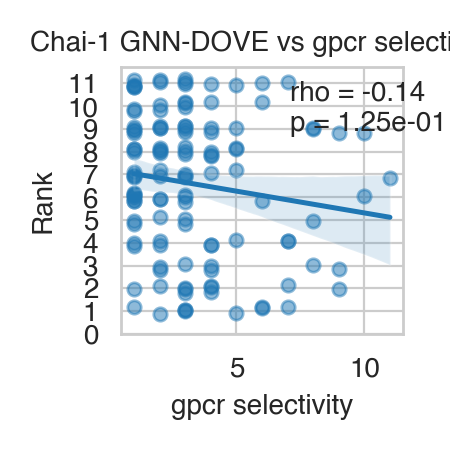 Chai-1 GNN-DOVE vs gpcr selecti
rho = -0.14
p = 1.25e-01
11
10
9
8
7
6
5
4
3
2
1
0
Rank
5 10
gpcr selectivity